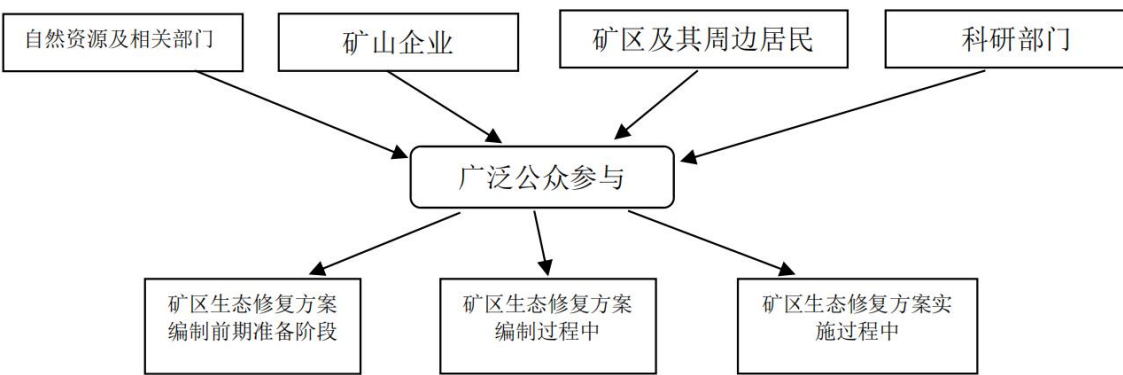 自然资源及相关部门
矿山企业
矿区及其周边居民
科研部门
广泛公众参与
矿区生态修复方案
编制前期准备阶段
矿区生态修复方案
编制过程中
矿区生态修复方案实
施过程中